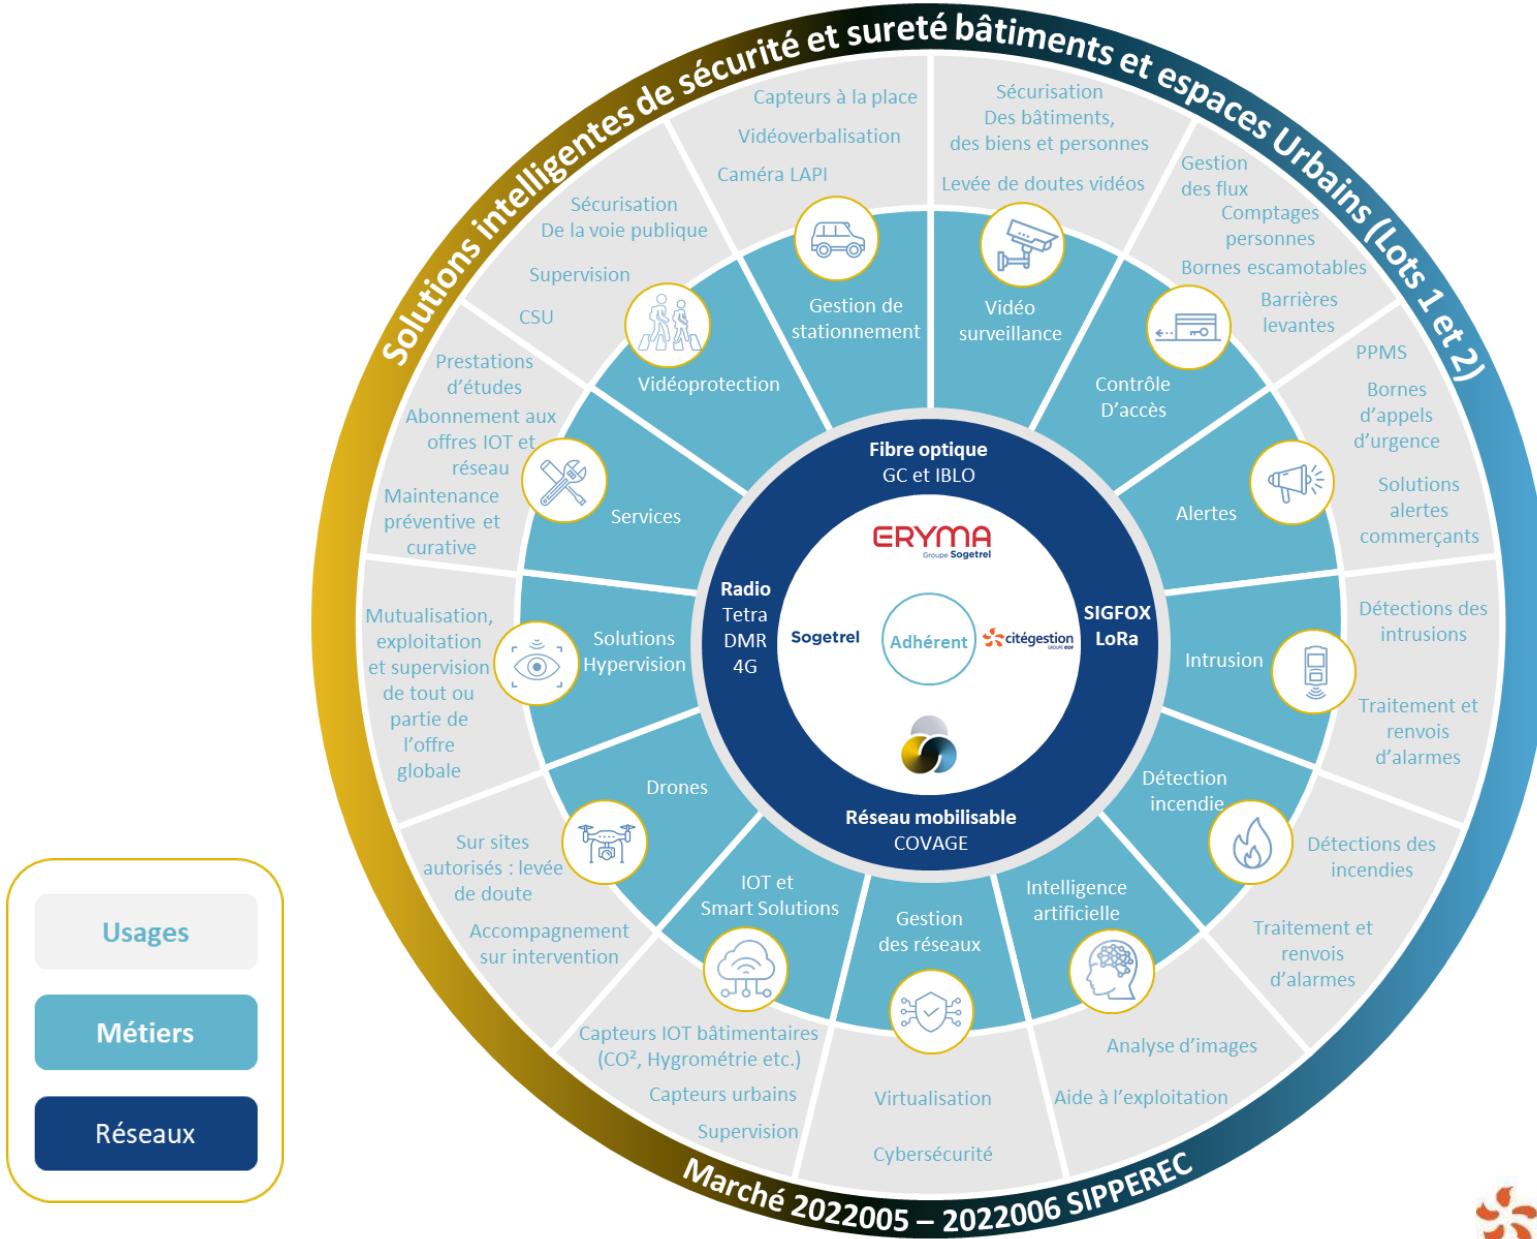 Solutions intelligentes de sécurité et sureté bâtiments et espaces Urbains (Lots 1 et 2)
Capteurs à la place
Vidéoverbalisation
Caméra LAPI
Gestion de
stationnement
Sécurisation
Des bâtiments,
des biens et personnes
Levée de doutes vidéos
Vidéo
surveillance
Gestion
des flux
Comptages
personnes
Bornes escamotables
Barrières
levantes
Contrôle
D'accès
PPMS
Bornes
d'appels
d'urgence
Solutions
alertes
commerçants
Alertes
Détections des
intrusions
Traitement et
renvois
d'alarmes
Intrusion
Détection
incendie
Détections des
incendies
Traitement et
renvois
d'alarmes
Intelligence
artificielle
Analyse d'images
Aide à l'exploitation
Gestion
des réseaux
Virtualisation
Cybersécurité
IOT et
Smart Solutions
Capteurs IOT bâtimentaires
(CO², Hygrométrie etc.)
Capteurs urbains
Supervision
Drones
Sur sites
autorisés : levée
de doute
Accompagnement
sur intervention
Solutions
Hypervision
Mutualisation,
exploitation
et supervision
de tout ou
partie de
l'offre
globale
Services
Prestations
d'études
Abonnement aux
offres IOT et
réseau
Maintenance
préventive et
curative
Vidéoprotection
Sécurisation
De la voie publique
Supervision
CSU
Fibre optique
GC et IBLO
Radio
Tetra
DMR
4G
SIGFOX
LoRa
Réseau mobilisable
COVAGE
ERYMA
Groupe Sogetrel
Sogetrel
Adhérent
citégestion
GROUPE EDF
Usages
Métiers
Réseaux
Marché 2022005 – 2022006 SIPPEREC